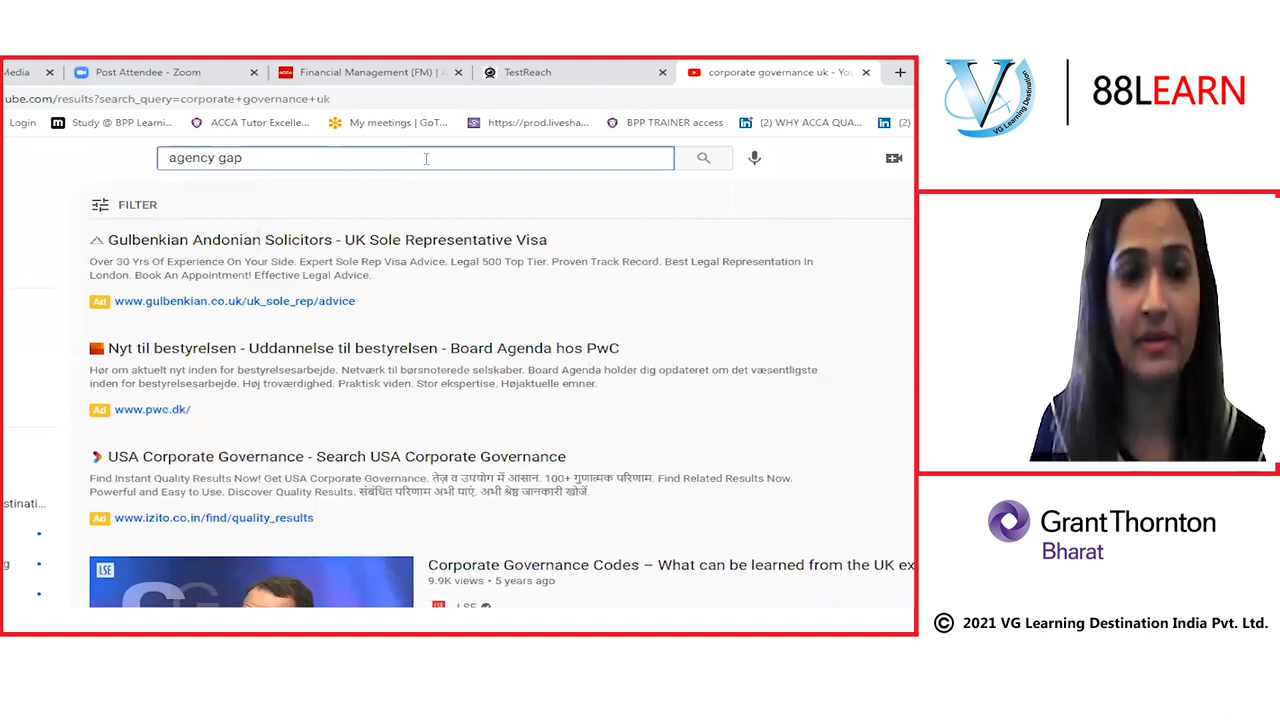 Media
Post Attendee - Zoom
Financial Management (FM) |
TestReach
corporate governance uk - Yo
ube.com/results?search_query=corporate+governance+uk
Login
Study @ BPP Learni...
ACCA Tutor Excelle...
My meetings | GoT...
https://prod.livesha...
BPP TRAINER access
(2) WHY ACCA QUA...
(2)
agency gap
FILTER
Gulbenkian Andonian Solicitors - UK Sole Representative Visa
Over 30 Yrs Of Experience On Your Side. Expert Sole Rep Visa Advice. Legal 500 Top Tier. Proven Track Record. Best Legal Representation In
London. Book An Appointment! Effective Legal Advice.
Ad www.gulbenkian.co.uk/uk_sole_rep/advice
Nyt til bestyrelsen - Uddannelse til bestyrelsen - Board Agenda hos PwC
Hør om aktuelt nyt inden for bestyrelsesarbejde. Netværk til børsnoterede selskaber. Board Agenda holder dig opdateret om det væsentligste
inden for bestyrelsesarbejde. Høj troværdighed. Praktisk viden. Stor ekspertise. Højaktuelle emner.
Ad www.pwc.dk/
USA Corporate Governance - Search USA Corporate Governance
Find Instant Quality Results Now! Get USA Corporate Governance. तेज़ व उपयोग में आसान. 100+ गुणात्मक परिणाम. Find Related Results Now.
Powerful and Easy to Use. Discover Quality Results. संबंधित परिणाम अभी पाएं. अभी श्रेष्ठ जानकारी खोजें.
Ad www.izito.co.in/find/quality_results
stinati...
g
LSE
CG
Corporate Governance Codes – What can be learned from the UK ex
9.9K views • 5 years ago
LSE
V
VG Learning Destination
88LEARN
Grant Thornton
Bharat
© 2021 VG Learning Destination India Pvt. Ltd.